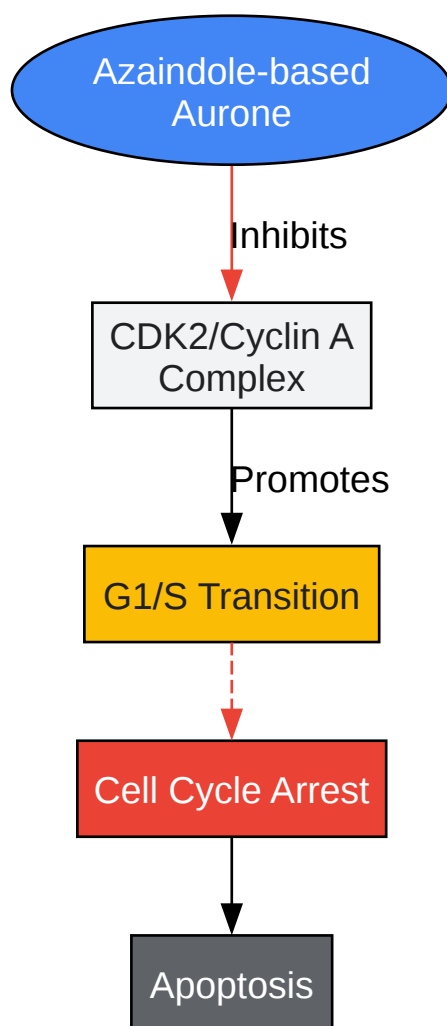 Azaindole-based
Aurone
Inhibits
CDK2/Cyclin A
Complex
Promotes
G1/S Transition
Cell Cycle Arrest
Apoptosis